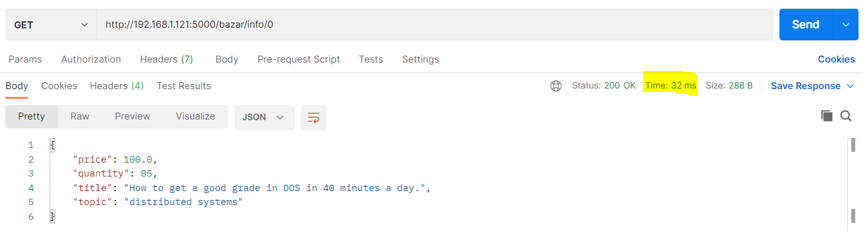 GET http://192.168.1.121:5000/bazar/info/0 Send
Params Authorization Headers (7) Body Pre-request Script Tests Settings Cookies
Body Cookies Headers (4) Test Results Status: 200 OK Time: 32 ms Size: 288 B Save Response
Pretty Raw Preview Visualize JSON
1 {
2 "price": 100.0,
3 "quantity": 85,
4 "title": "How to get a good grade in DOS in 40 minutes a day.",
5 "topic": "distributed systems"
6 }